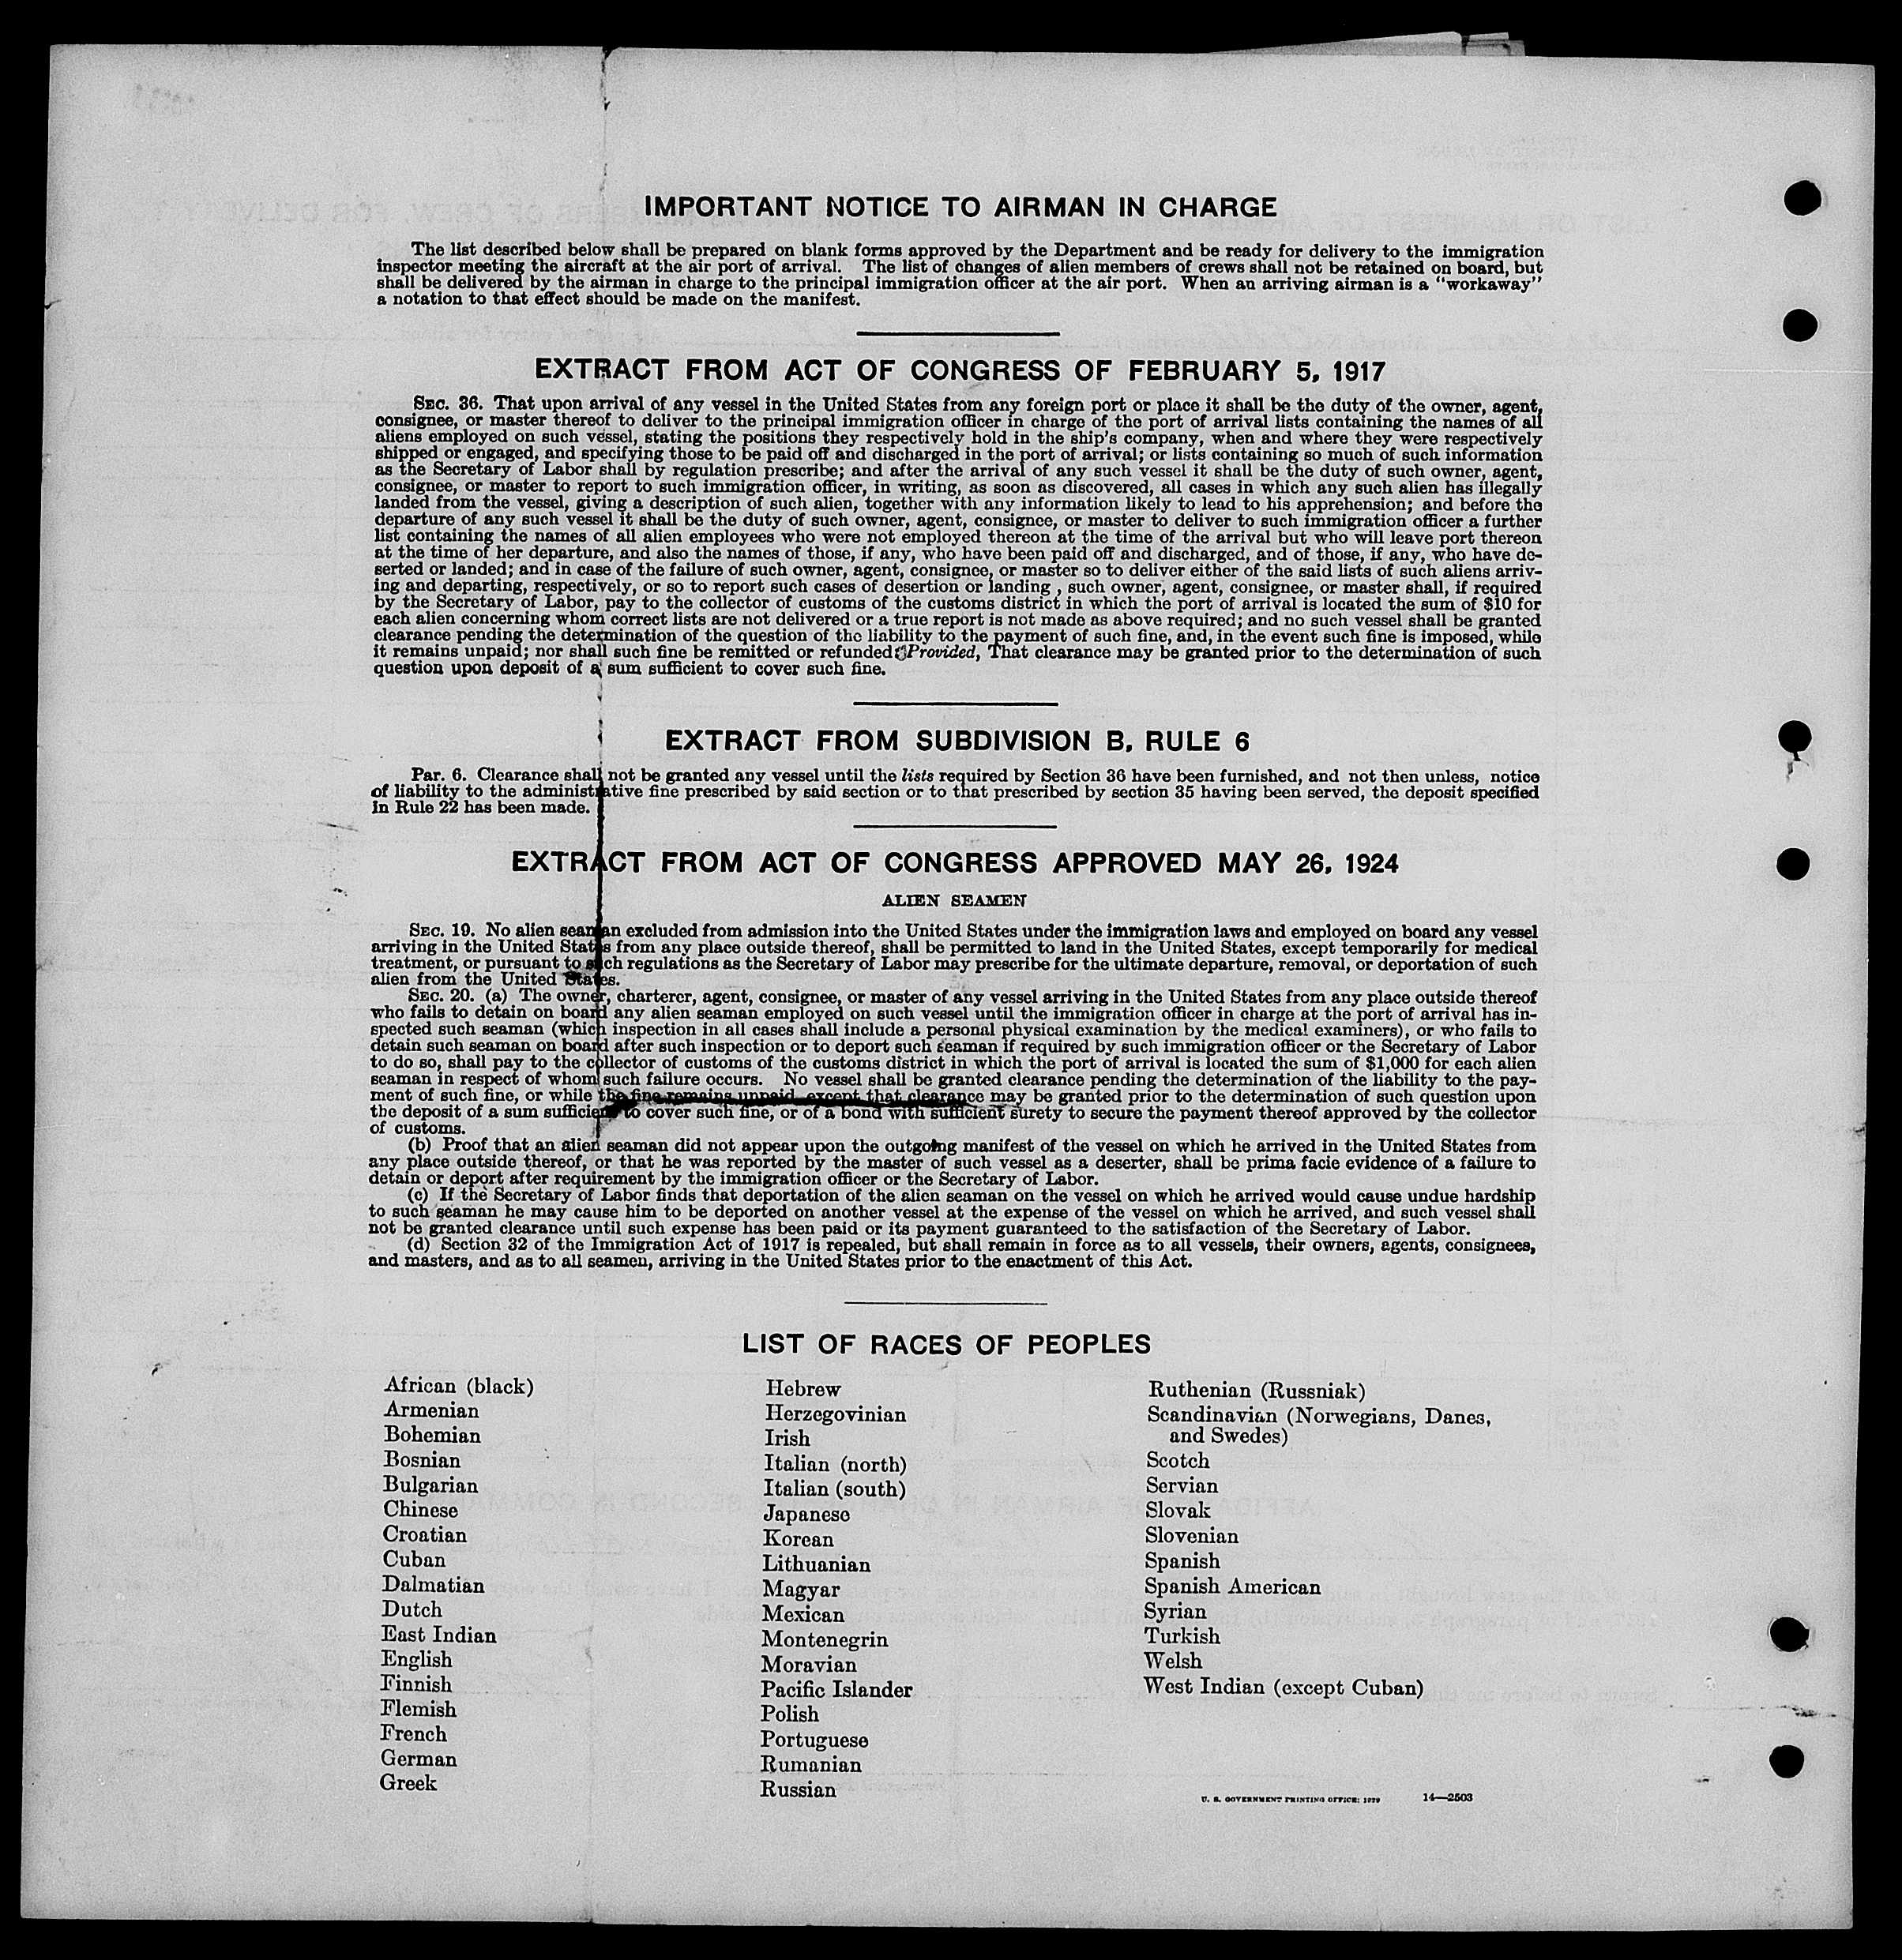 IMPORTANT NOTICE TO AIRMAN IN CHARGE
The list described below shall be prepared on blank forms approved by the Department and be ready for delivery to the immigration
inspector meeting the aircraft at the air port of arrival. The list of changes of alien members of crews shall not be retained on board, but
shall be delivered by the airman in charge to the principal immigration officer at the air port. When an arriving airman is a "workaway"
a notation to that effect should be made on the manifest.
EXTRACT FROM ACT OF CONGRESS OF FEBRUARY 5, 1917
SEC. 36. That upon arrival of any vessel in the United States from any foreign port or place it shall be the duty of the owner, agent,
consignee, or master thereof to deliver to the principal immigration officer in charge of the port of arrival lists containing the names of all
aliens employed on such vessel, stating the positions they respectively hold in the ship's company, when and where they were respectively
shipped or engaged, and specifying those to be paid off and discharged in the port of arrival; or lists containing so much of such information
as the Secretary of Labor shall by regulation prescribe; and after the arrival of any such vessel it shall be the duty of such owner, agent,
consignee, or master to report to such immigration officer, in writing, as soon as discovered, all cases in which any such alien has illegally
landed from the vessel, giving a description of such alien, together with any information likely to lead to his apprehension; and before the
departure of any such vessel it shall be the duty of such owner, agent, consignee, or master to deliver to such immigration officer a further
list containing the names of all alien employees who were not employed thereon at the time of the arrival but who will leave port thereon
at the time of her departure, and also the names of those, if any, who have been paid off and discharged, and of those, if any, who have de-
serted or landed; and in case of the failure of such owner, agent, consignee, or master so to deliver either of the said lists of such aliens arriv-
ing and departing, respectively, or so to report such cases of desertion or landing , such owner, agent, consignee, or master shall, if required
by the Secretary of Labor, pay to the collector of customs of the customs district in which the port of arrival is located the sum of $10 for
each alien concerning whom correct lists are not delivered or a true report is not made as above required; and no such vessel shall be granted
clearance pending the determination of the question of the liability to the payment of such fine, and, in the event such fine is imposed, while
it remains unpaid; nor shall such fine be remitted or refunded: Provided, That clearance may be granted prior to the determination of such
question upon deposit of a sum sufficient to cover such fine.
EXTRACT FROM SUBDIVISION B, RULE 6
Par. 6. Clearance shall not be granted any vessel until the lists required by Section 36 have been furnished, and not then unless, notice
of liability to the administrative fine prescribed by said section or to that prescribed by section 35 having been served, the deposit specified
in Rule 22 has been made.
EXTRACT FROM ACT OF CONGRESS APPROVED MAY 26, 1924
ALIEN SEAMEN
SEC. 19. No alien seaman excluded from admission into the United States under the immigration laws and employed on board any vessel
arriving in the United States from any place outside thereof, shall be permitted to land in the United States, except temporarily for medical
treatment, or pursuant to such regulations as the Secretary of Labor may prescribe for the ultimate departure, removal, or deportation of such
alien from the United States.
SEC. 20. (a) The owner, charterer, agent, consignee, or master of any vessel arriving in the United States from any place outside thereof
who fails to detain on board any alien seaman employed on such vessel until the immigration officer in charge at the port of arrival has in-
spected such seaman (which inspection in all cases shall include a personal physical examination by the medical examiners), or who fails to
detain such seaman on board after such inspection or to deport such seaman if required by such immigration officer or the Secretary of Labor
to do so, shall pay to the collector of customs of the customs district in which the port of arrival is located the sum of $1,000 for each alien
seaman in respect of whom such failure occurs. No vessel shall be granted clearance pending the determination of the liability to the pay-
ment of such fine, or while the fine remains unpaid, except that clearance may be granted prior to the determination of such question upon
the deposit of a sum sufficient to cover such fine, or of a bond with sufficient surety to secure the payment thereof approved by the collector
of customs.
(b) Proof that an alien seaman did not appear upon the outgoing manifest of the vessel on which he arrived in the United States from
any place outside thereof, or that he was reported by the master of such vessel as a deserter, shall be prima facie evidence of a failure to
detain or deport after requirement by the immigration officer or the Secretary of Labor.
(c) If the Secretary of Labor finds that deportation of the alien seaman on the vessel on which he arrived would cause undue hardship
to such seaman he may cause him to be deported on another vessel at the expense of the vessel on which he arrived, and such vessel shall
not be granted clearance until such expense has been paid or its payment guaranteed to the satisfaction of the Secretary of Labor.
(d) Section 32 of the Immigration Act of 1917 is repealed, but shall remain in force as to all vessels, their owners, agents, consignees,
and masters, and as to all seamen, arriving in the United States prior to the enactment of this Act.
LIST OF RACES OF PEOPLES
African (black)
Armenian
Bohemian
Bosnian
Bulgarian
Chinese
Croatian
Cuban
Dalmatian
Dutch
East Indian
English
Finnish
Flemish
French
German
Greek
Hebrew
Herzegovinian
Irish
Italian (north)
Italian (south)
Japanese
Korean
Lithuanian
Magyar
Mexican
Montenegrin
Moravian
Pacific Islander
Polish
Portuguese
Rumanian
Russian
Ruthenian (Russniak)
Scandinavian (Norwegians, Danes,
and Swedes)
Scotch
Servian
Slovak
Slovenian
Spanish
Spanish American
Syrian
Turkish
Welsh
West Indian (except Cuban)
U. S. GOVERNMENT PRINTING OFFICE: 1929
14—2503